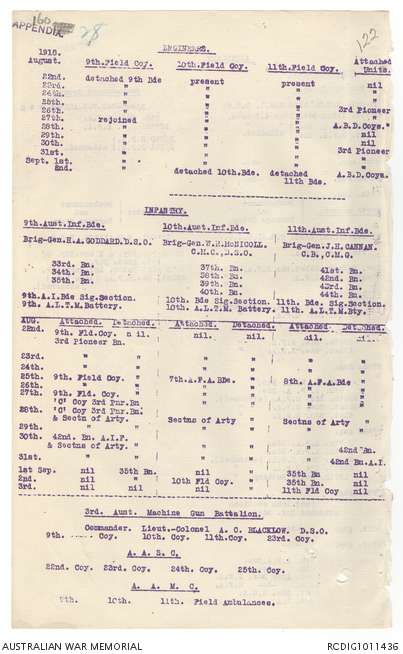 APPENDIX
160
28
122
ENGINEERS.
1918. Attached
August. 9th.Field Coy. 10th.Field Coy. 11th.Field Coy. Units.
22nd. detached 9th Bde present present nil
23rd. " " " nil
24th. " " " "
25th. " " " "
26th. " " " 3rd Pioneer
27th. rejoined " " "
28th. " " " A.B.D.Coys."
29th. " " " nil
30th. " " " nil
31st. " " " 3rd Pioneer
Sept. 1st. " " " "
2nd. " detached 10th.Bde. detached A.B.D.Coys.
11th Bde.
INFANTRY.
9th.Aust.Inf.Bde. 10th.Aust.Inf.Bde. 11th.Aust.Inf.Bde.
Brig-Gen.H.A.GODDARD.D.S.O. Brig-Gen.W.R.McNICOLL Brig-Gen.J.H.CANNAN.
C.M.G.,D.S.O. C.B.,C.M.G.
33rd. Bn. 37th. Bn. 41st. Bn.
34th. Bn. 38th. Bn. 42nd. Bn.
35th. Bn. 39th. Bn. 43rd. Bn.
40th. Bn. 44th. Bn.
9th.A.I.Bde Sig.Section. 10th. Bde Sig.Section. 11th. Bde. Sig.Section.
9th. A.L.T.M.Battery. 10th. A.L.T.M. Battery. 11th A.L.T.M.Bty.
AUG. Attached. Detached. Attached. Detached. Attached. Detached.
22nd. 9th. Fld.Coy. nil. nil nil nil nil
3rd Pioneer Bn.
23rd. " " " " " "
24th. " " " " " "
25th. 9th. Field Coy. " 7th.A.F.A.Bde. " 8th. A.F.A.Bde "
26th. " " " " " "
27th. 9th. Fld. Coy. " " " " "
'C' Coy 3rd Pnr.Bn.
28th. 'C' Coy 3rd Pnr.Bn. " Sectns of Arty " Sectns of Arty "
& Sectns of Arty
29th. " " " " " "
30th. 42nd. Bn. A.I.F. " " " " 42nd Bn.
& Sectns of Arty.
31st. " " " " " 42nd Bn.A.I.
1st Sep. nil 35th Bn. nil " 35th Bn nil
2nd. nil " 10th Fld Coy " 35th. Bn nil
3rd. nil nil " 11th Fld Coy nil
3rd. Aust. Machine Gun Battalion.
Commander. Lieut-Colonel A. C. BLACKLOW. D.S.O.
9th. Coy. 10th. Coy. 11th.Coy. 23rd. Coy.
A. A. S. C.
22nd. Coy. 23rd. Coy. 24th. Coy. 25th. Coy.
A. A. M. C.
9th. 10th. 11th. Field Ambulances.
AUSTRALIAN WAR MEMORIAL RCDIG1011436